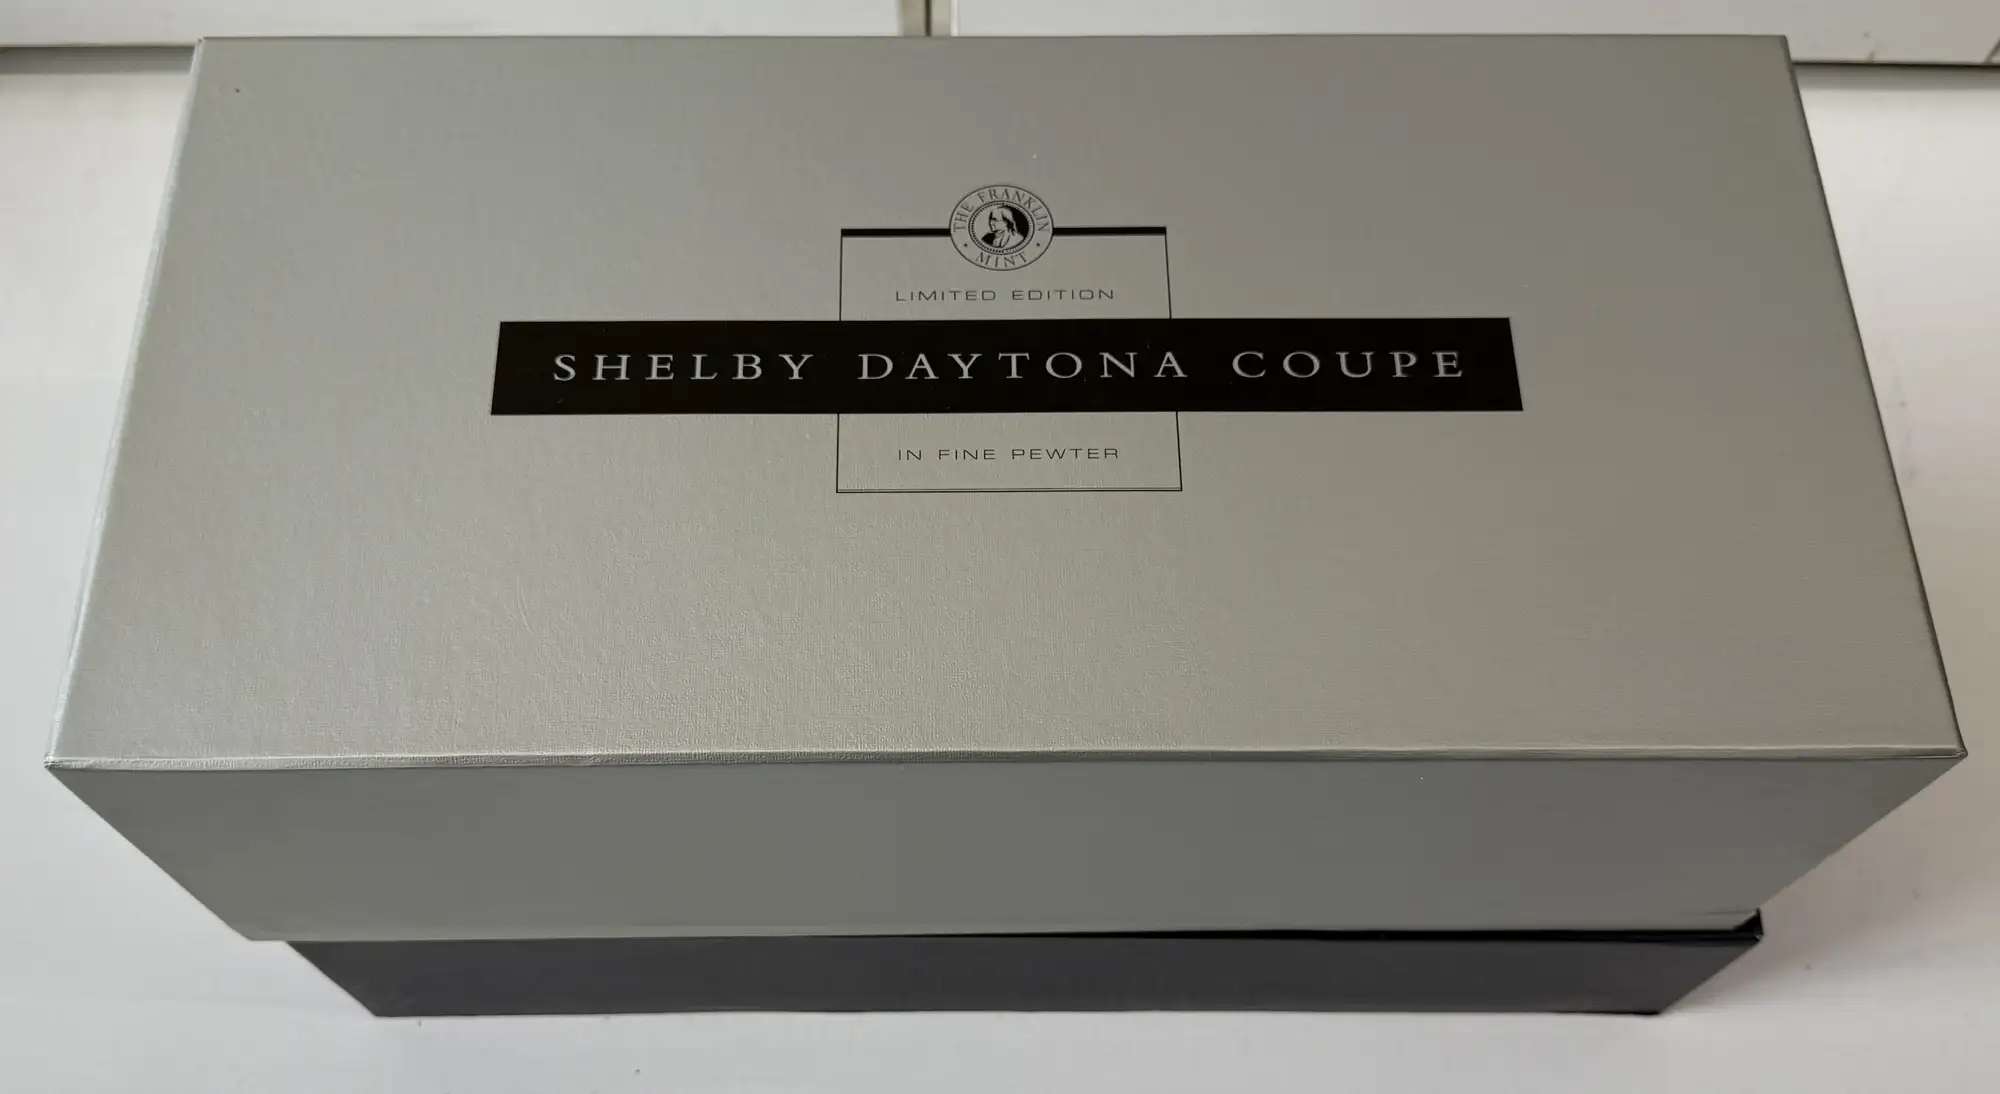 THE FRANKLIN MINT
LIMITED EDITION
SHELBY DAYTONA COUPE
IN FINE PEWTER